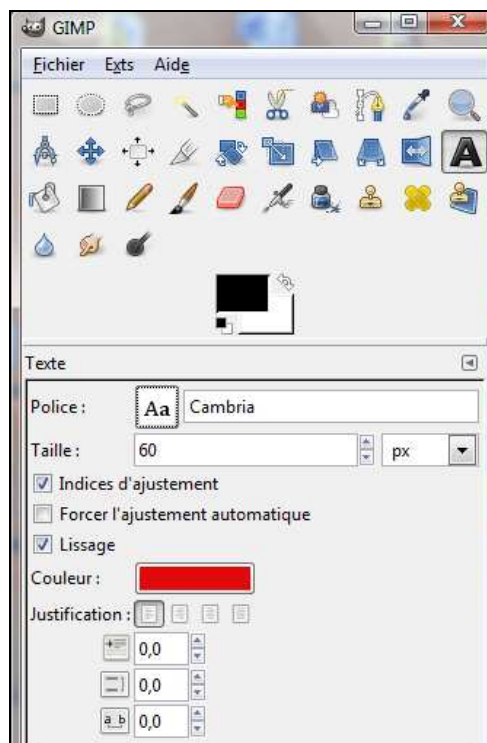 GIMP
Fichier Exts Aide
Texte
Police : Aa Cambria
Taille : 60 px
Indices d'ajustement
Forcer l'ajustement automatique
Lissage
Couleur :
Justification :
0,0
0,0
a b 0,0